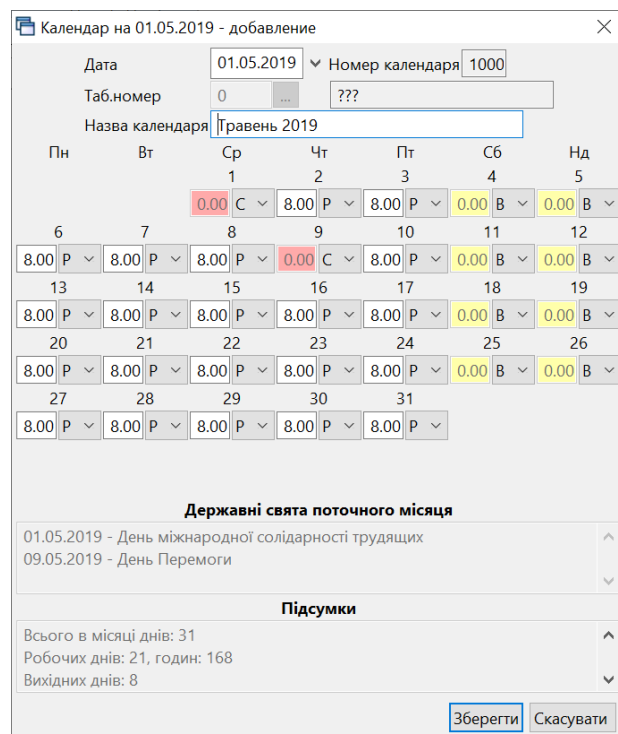 Календар на 01.05.2019 - добавление
Дата 01.05.2019 Номер календаря 1000
Таб.номер 0 ... ???
Назва календаря Травень 2019
Пн Вт Ср Чт Пт Сб Нд
1 2 3 4 5
0.00 С 8.00 Р 8.00 Р 0.00 В 0.00 В
6 7 8 9 10 11 12
8.00 Р 8.00 Р 8.00 Р 0.00 С 8.00 Р 0.00 В 0.00 В
13 14 15 16 17 18 19
8.00 Р 8.00 Р 8.00 Р 8.00 Р 8.00 Р 0.00 В 0.00 В
20 21 22 23 24 25 26
8.00 Р 8.00 Р 8.00 Р 8.00 Р 8.00 Р 0.00 В 0.00 В
27 28 29 30 31
8.00 Р 8.00 Р 8.00 Р 8.00 Р 8.00 Р
Державні свята поточного місяця
01.05.2019 - День міжнародної солідарності трудящих
09.05.2019 - День Перемоги
Підсумки
Всього в місяці днів: 31
Робочих днів: 21, годин: 168
Вихідних днів: 8
Зберегти Скасувати